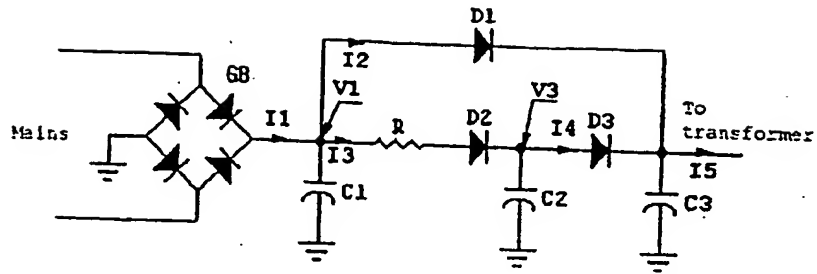 D1
GB
I2
V1
V3
To
transformer
Mains
I1
I3
R
D2
I4
D3
I5
C1
C2
C3